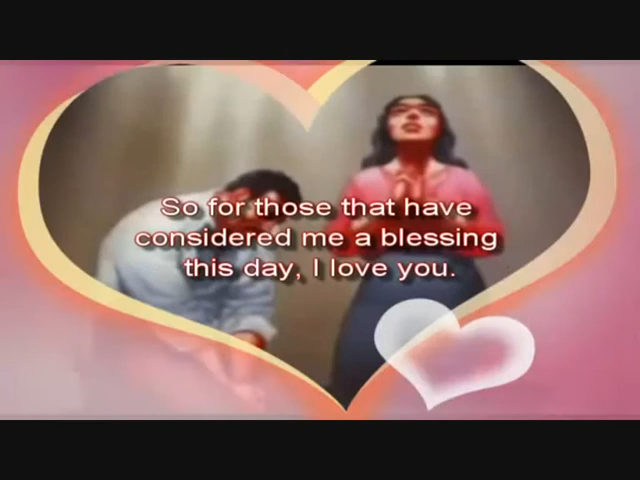 So for those that have
considered me a blessing
this day, I love you.